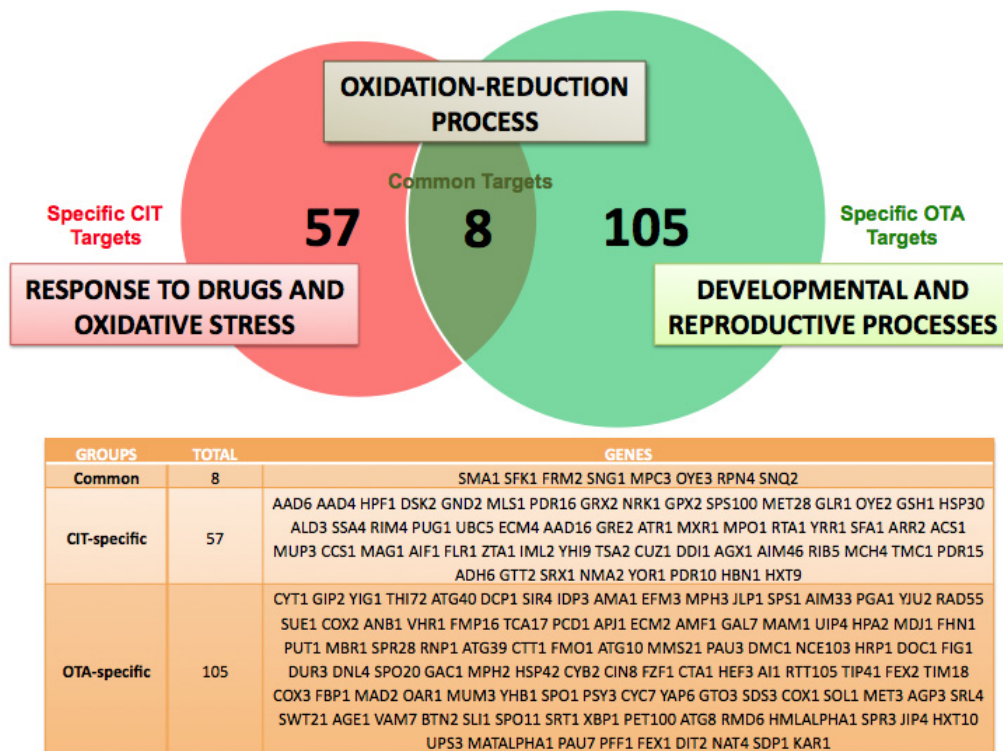 OXIDATION-REDUCTION
PROCESS
Common Targets
Specific CIT
Targets
57
8
105
Specific OTA
Targets
RESPONSE TO DRUGS AND
OXIDATIVE STRESS
DEVELOPMENTAL AND
REPRODUCTIVE PROCESSES
GROUPS TOTAL GENES
Common 8 SMA1 SFK1 FRM2 SNG1 MPC3 OYE3 RPN4 SNQ2
AAD6 AAD4 HPF1 DSK2 GND2 MLS1 PDR16 GRX2 NRK1 GPX2 SPS100 MET28 GLR1 OYE2 GSH1 HSP30
ALD3 SSA4 RIM4 PUG1 UBC5 ECM4 AAD16 GRE2 ATR1 MXR1 MPO1 RTA1 YRR1 SFA1 ARR2 ACS1
CIT-specific 57
MUP3 CCS1 MAG1 AIF1 FLR1 ZTA1 IML2 YHI9 TSA2 CUZ1 DDI1 AGX1 AIM46 RIB5 MCH4 TMC1 PDR15
ADH6 GTT2 SRX1 NMA2 YOR1 PDR10 HBN1 HXT9
CYT1 GIP2 YIG1 THI72 ATG40 DCP1 SIR4 IDP3 AMA1 EFM3 MPH3 JLP1 SPS1 AIM33 PGA1 YJU2 RAD55
SUE1 COX2 ANB1 VHR1 FMP16 TCA17 PCD1 APJ1 ECM2 AMF1 GAL7 MAM1 UIP4 HPA2 MDJ1 FHN1
PUT1 MBR1 SPR28 RNP1 ATG39 CTT1 FMO1 ATG10 MMS21 PAU3 DMC1 NCE103 HRP1 DOC1 FIG1
OTA-specific 105 DUR3 DNL4 SPO20 GAC1 MPH2 HSP42 CYB2 CIN8 FZF1 CTA1 HEF3 AI1 RTT105 TIP41 FEX2 TIM18
COX3 FBP1 MAD2 OAR1 MUM3 YHB1 SPO1 PSY3 CYC7 YAP6 GTO3 SDS3 COX1 SOL1 MET3 AGP3 SRL4
SWT21 AGE1 VAM7 BTN2 SLI1 SPO11 SRT1 XBP1 PET100 ATG8 RMD6 HMLALPHA1 SPR3 JIP4 HXT10
UPS3 MATALPHA1 PAU7 PFF1 FEX1 DIT2 NAT4 SDP1 KAR1